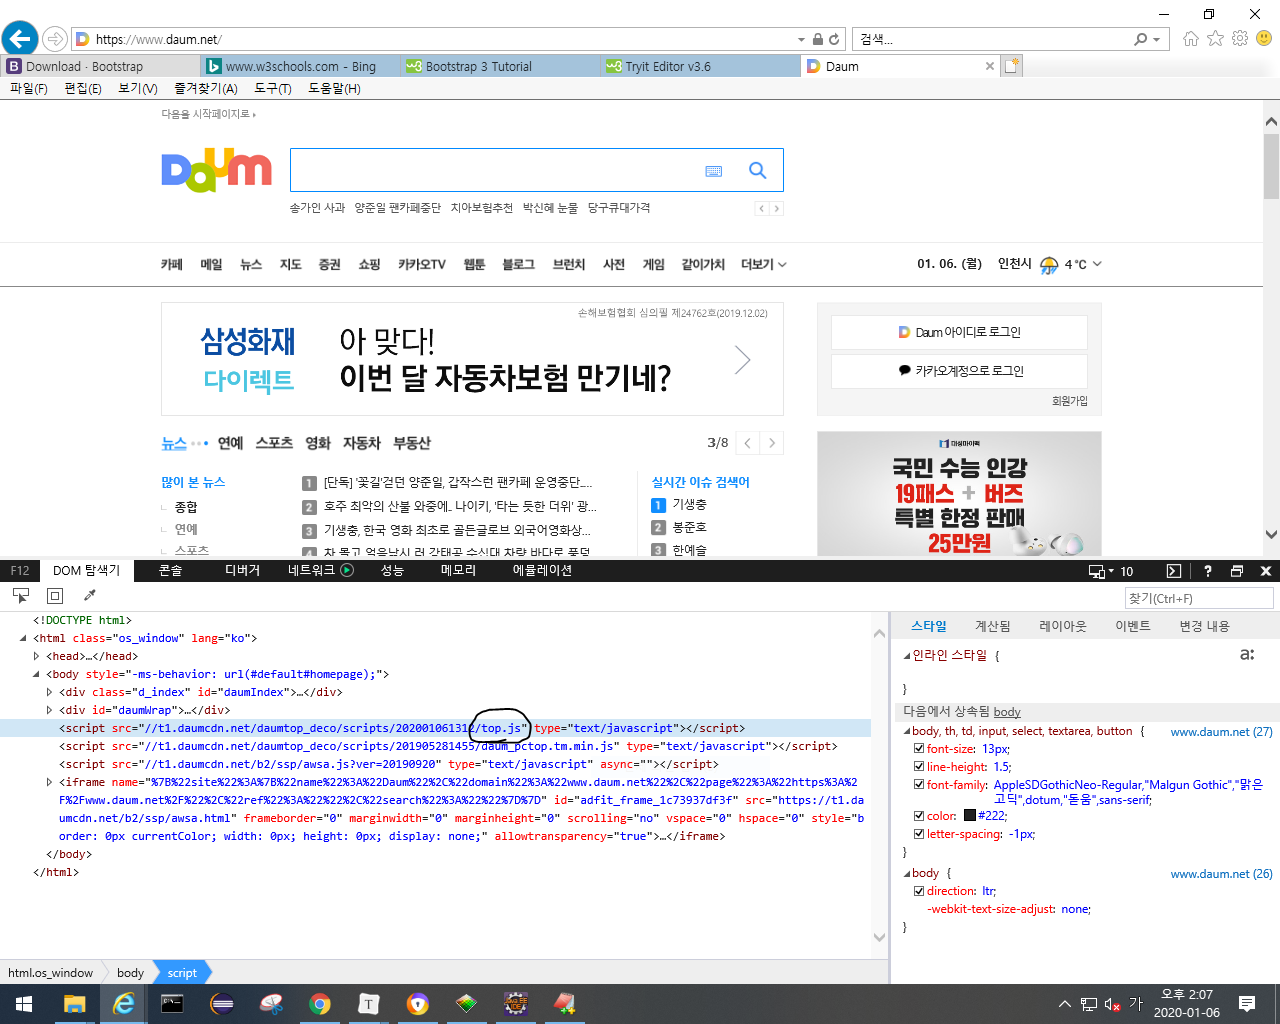 https://www.daum.net/
검색...
Download · Bootstrap
www.w3schools.com - Bing
Bootstrap 3 Tutorial
Tryit Editor v3.6
Daum
파일(F) 편집(E) 보기(V) 즐겨찾기(A) 도구(T) 도움말(H)
다음을 시작페이지로
Daum
송가인 사과 양준일 팬카페중단 치아보험추천 박신혜 눈물 당구큐대가격
카페 메일 뉴스 지도 증권 쇼핑 카카오TV 웹툰 블로그 브런치 사전 게임 같이가치 더보기
01. 06. (월) 인천시 4 °C
손해보험협회 심의필 제24762호(2019.12.02)
삼성화재
다이렉트
아 맞다!
이번 달 자동차보험 만기네?
Daum 아이디로 로그인
카카오계정으로 로그인
회원가입
뉴스 연예 스포츠 영화 자동차 부동산
3/8
많이 본 뉴스
종합
연예
스포츠
1 [단독] '꽃길'걷던 양준일, 갑작스런 팬카페 운영중단...
2 호주 최악의 산불 와중에.. 나이키, '타는 듯한 더위' 광...
3 기생충, 한국 영화 최초로 골든글로브 외국어영화상...
4 차 몰고 얼음낚시 러 강태공 수십대 차량 바다로 풍덩
실시간 이슈 검색어
1 기생충
2 봉준호
3 한예슬
대성마이맥
국민 수능 인강
19패스 + 버즈
특별 한정 판매
25만원
F12 DOM 탐색기 콘솔 디버거 네트워크 성능 메모리 에뮬레이션 10
찾기(Ctrl+F)
<!DOCTYPE html>
<html class="os_window" lang="ko">
<head>…</head>
<body style="-ms-behavior: url(#default#homepage);">
<div class="d_index" id="daumIndex">…</div>
<div id="daumWrap">…</div>
<script src="//t1.daumcdn.net/daumtop_deco/scripts/202001061312/top.js" type="text/javascript"></script>
<script src="//t1.daumcdn.net/daumtop_deco/scripts/201905281455/daum_pctop.tm.min.js" type="text/javascript"></script>
<script src="//t1.daumcdn.net/b2/ssp/awsa.js?ver=20190920" type="text/javascript" async=""></script>
<iframe name="%7B%22site%22%3A%7B%22name%22%3A%22Daum%22%2C%22domain%22%3A%22www.daum.net%22%2C%22page%22%3A%22https%3A%2
F%2Fwww.daum.net%2F%22%2C%22ref%22%3A%22%22%2C%22search%22%3A%22%22%7D%7D" id="adfit_frame_1c73937df3f" src="https://t1.da
umcdn.net/b2/ssp/awsa.html" frameborder="0" marginwidth="0" marginheight="0" scrolling="no" vspace="0" hspace="0" style="b
order: 0px currentColor; width: 0px; height: 0px; display: none;" allowtransparency="true">…</iframe>
</body>
</html>
스타일 계산됨 레이아웃 이벤트 변경 내용
인라인 스타일 {
a:
}
다음에서 상속됨 body
body, th, td, input, select, textarea, button { www.daum.net (27)
font-size: 13px;
line-height: 1.5;
font-family: AppleSDGothicNeo-Regular,"Malgun Gothic","맑은
고딕",dotum,"돋움",sans-serif;
color: #222;
letter-spacing: -1px;
}
body { www.daum.net (26)
direction: ltr;
-webkit-text-size-adjust: none;
}
html.os_window body script
가
오후 2:07
2020-01-06